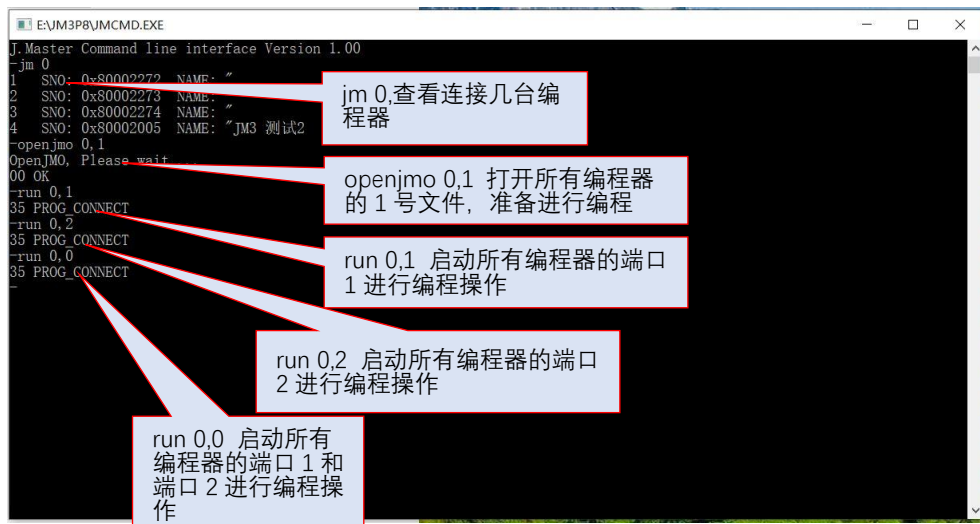 E:\JM3P8\JMCMD.EXE
J.Master Command line interface Version 1.00
-jm 0
1 SNO: 0x80002272 NAME: "
2 SNO: 0x80002273 NAME:
3 SNO: 0x80002274 NAME: "
4 SNO: 0x80002005 NAME: "JM3 测试2
-openjmo 0,1
OpenJMO, Please wait ...
00 OK
-run 0,1
35 PROG_CONNECT
-run 0,2
35 PROG_CONNECT
-run 0,0
35 PROG_CONNECT
-
jm 0,查看连接几台编
程器
openjmo 0,1 打开所有编程器
的 1 号文件，准备进行编程
run 0,1 启动所有编程器的端口
1 进行编程操作
run 0,2 启动所有编程器的端口
2 进行编程操作
run 0,0 启动所有
编程器的端口 1 和
端口 2 进行编程操
作